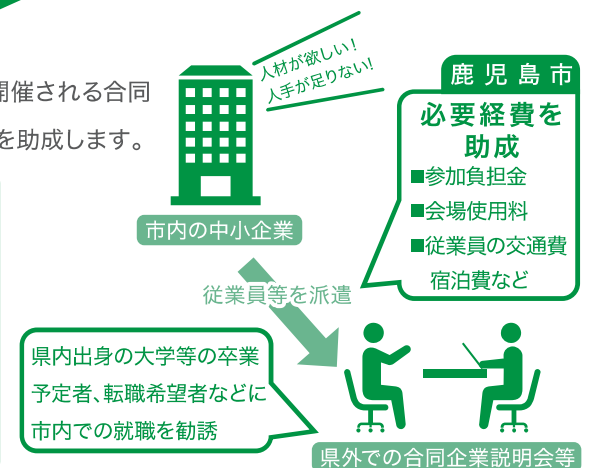 開催される合同
を助成します。
人材が欲しい！
人手が足りない！
鹿児島市
必要経費を
助成
■参加負担金
■会場使用料
■従業員の交通費
宿泊費など
市内の中小企業
従業員等を派遣
県内出身の大学等の卒業
予定者、転職希望者などに
市内での就職を勧誘
県外での合同企業説明会等